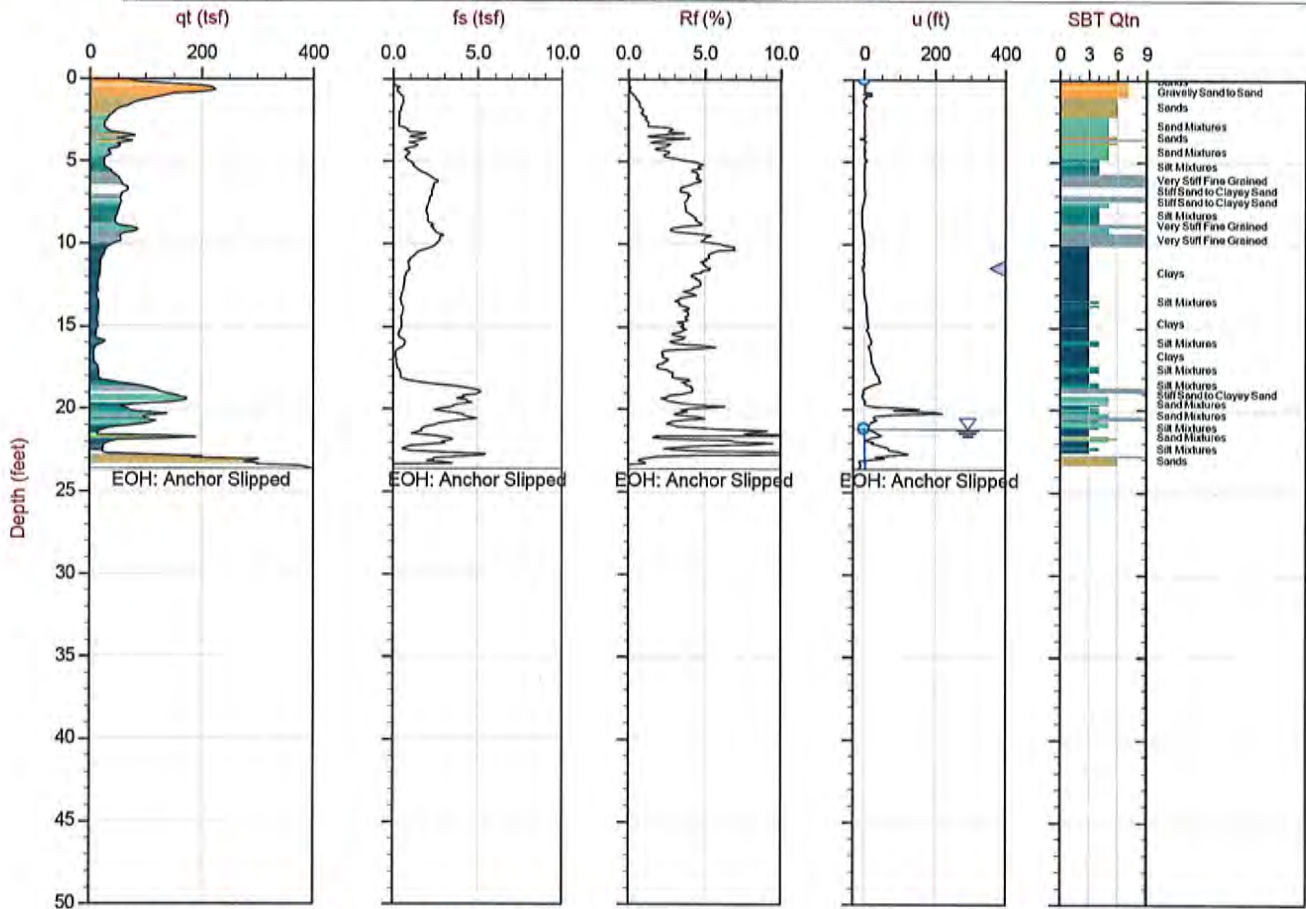 qt (tsf) fs (tsf) Rf (%) u (ft) SBT Qtn
0 200 400 0.0 5.0 10.0 0.0 5.0 10.0 0 200 400 0 3 6 9
Depth (feet)
0
5
10
15
20
25
30
35
40
45
50
Gravelly Sand to Sand
Sands
Sand Mixtures
Sands
Sand Mixtures
Silt Mixtures
Very Stiff Fine Grained
Stiff Sand to Clayey Sand
Stiff Sand to Clayey Sand
Silt Mixtures
Very Stiff Fine Grained
Very Stiff Fine Grained
Clays
Silt Mixtures
Clays
Silt Mixtures
Clays
Silt Mixtures
Silt Mixtures
Stiff Sand to Clayey Sand
Sand Mixtures
Sand Mixtures
Silt Mixtures
Sand Mixtures
Silt Mixtures
Sands
EOH: Anchor Slipped EOH: Anchor Slipped EOH: Anchor Slipped EOH: Anchor Slipped